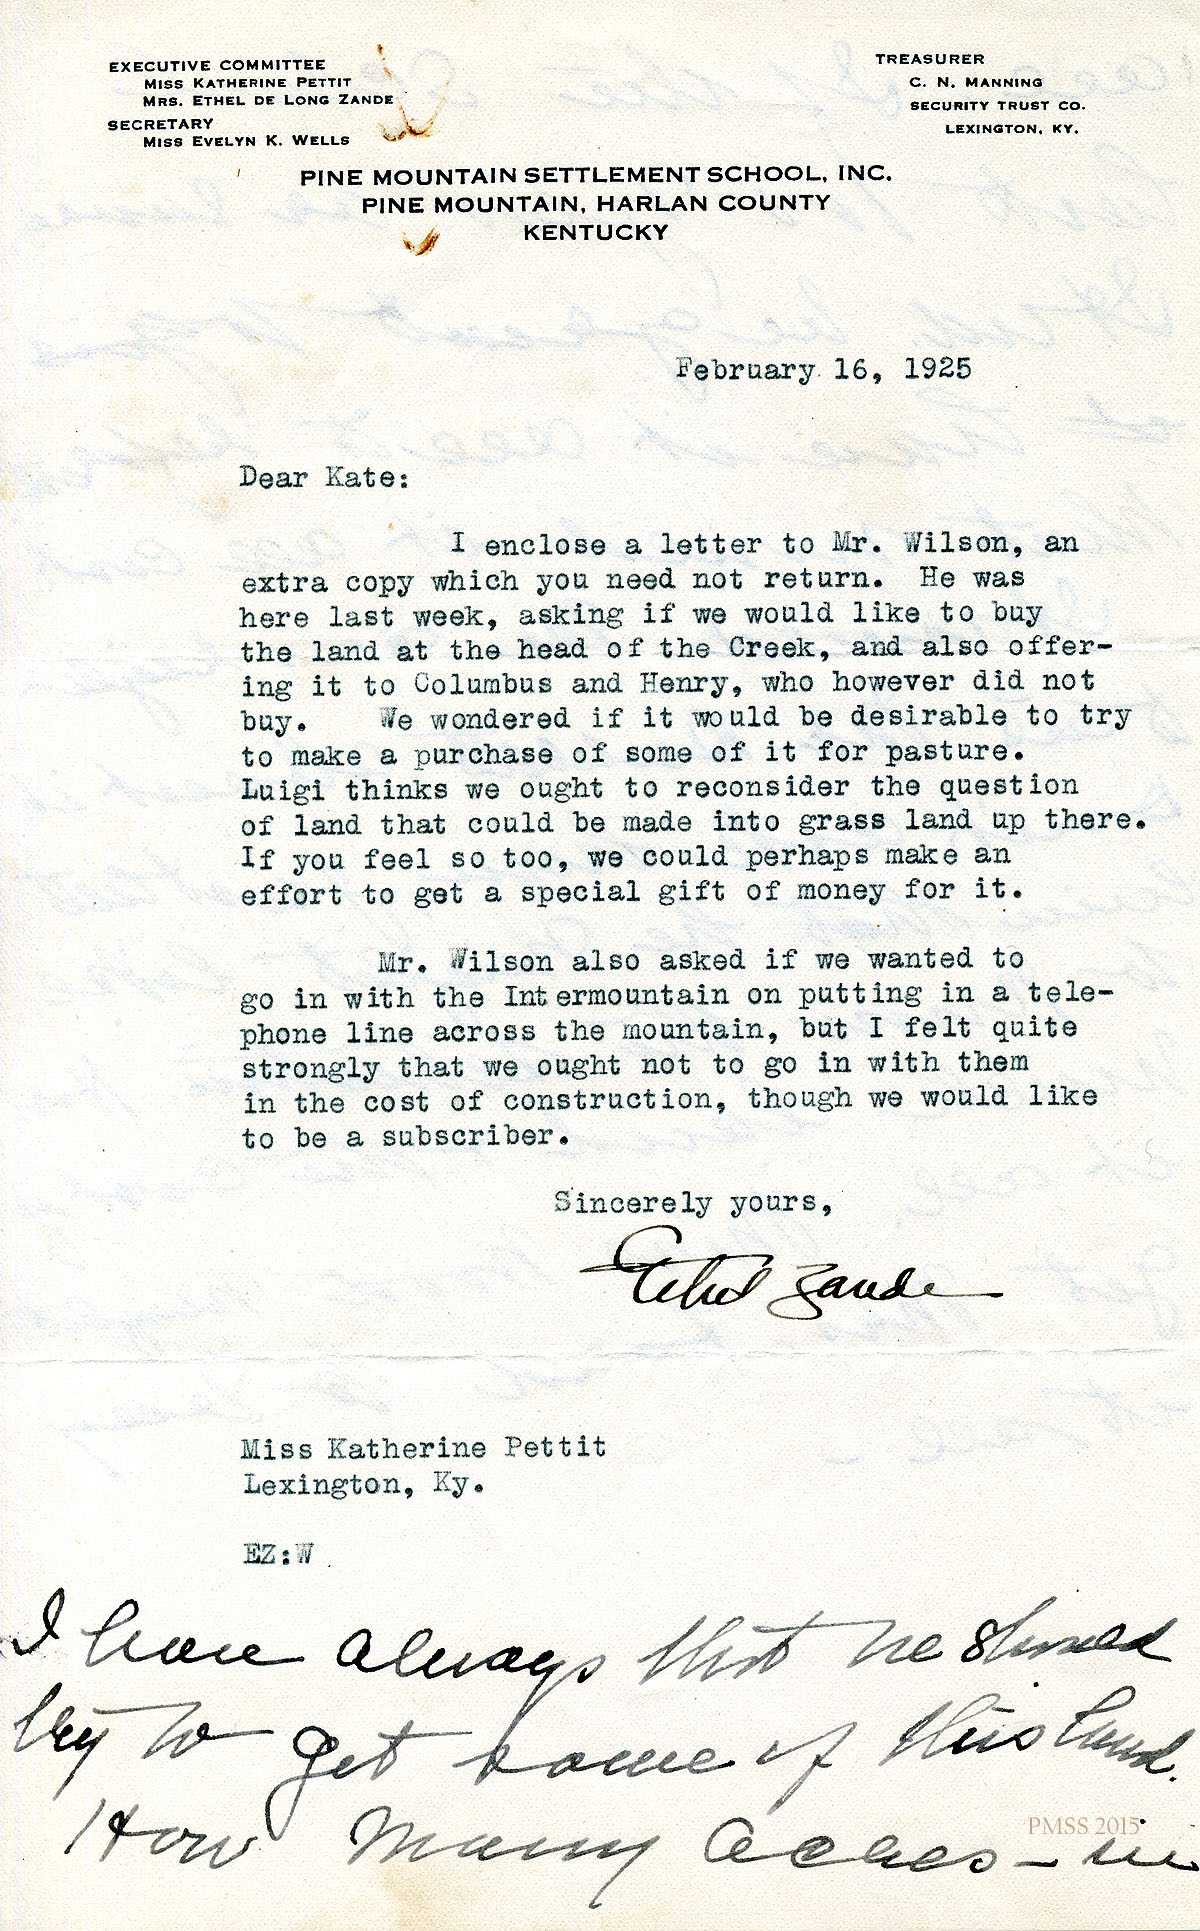 EXECUTIVE COMMITTEE
MISS KATHERINE PETTIT
MRS. ETHEL DE LONG ZANDE
SECRETARY
MISS EVELYN K. WELLS
TREASURER
C. N. MANNING
SECURITY TRUST CO.
LEXINGTON, KY.
PINE MOUNTAIN SETTLEMENT SCHOOL, INC.
PINE MOUNTAIN, HARLAN COUNTY
KENTUCKY
February 16, 1925
Dear Kate:
I enclose a letter to Mr. Wilson, an
extra copy which you need not return. He was
here last week, asking if we would like to buy
the land at the head of the Creek, and also offer-
ing it to Columbus and Henry, who however did not
buy. We wondered if it would be desirable to try
to make a purchase of some of it for pasture.
Luigi thinks we ought to reconsider the question
of land that could be made into grass land up there.
If you feel so too, we could perhaps make an
effort to get a special gift of money for it.
Mr. Wilson also asked if we wanted to
go in with the Intermountain on putting in a tele-
phone line across the mountain, but I felt quite
strongly that we ought not to go in with them
in the cost of construction, though we would like
to be a subscriber.
Sincerely yours,
Ethel Zande
Miss Katherine Pettit
Lexington, Ky.
EZ:W
I have always thot we should
try to get some of this land.
How many acres - in
PMSS 2015